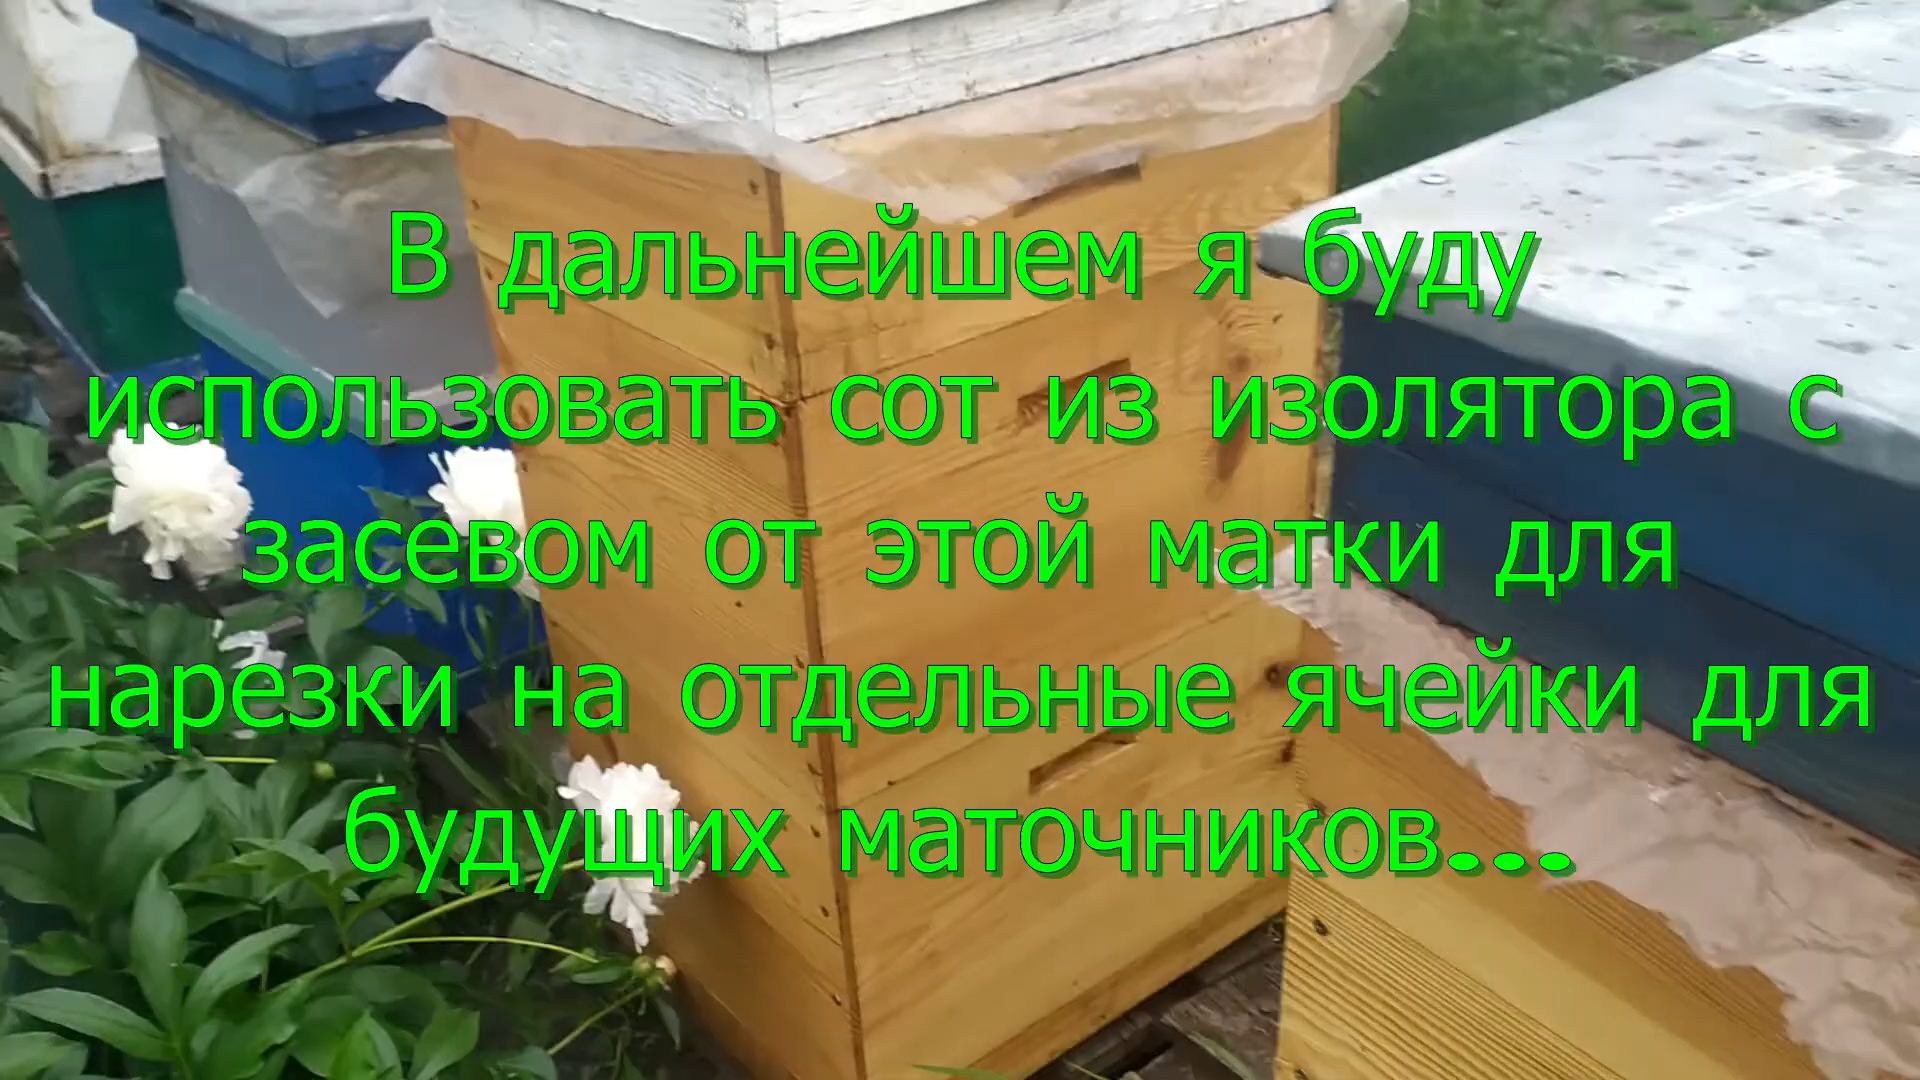 В дальнейшем я буду
использовать сот из изолятора с
засевом от этой матки для
нарезки на отдельные ячейки для
будущих маточников...